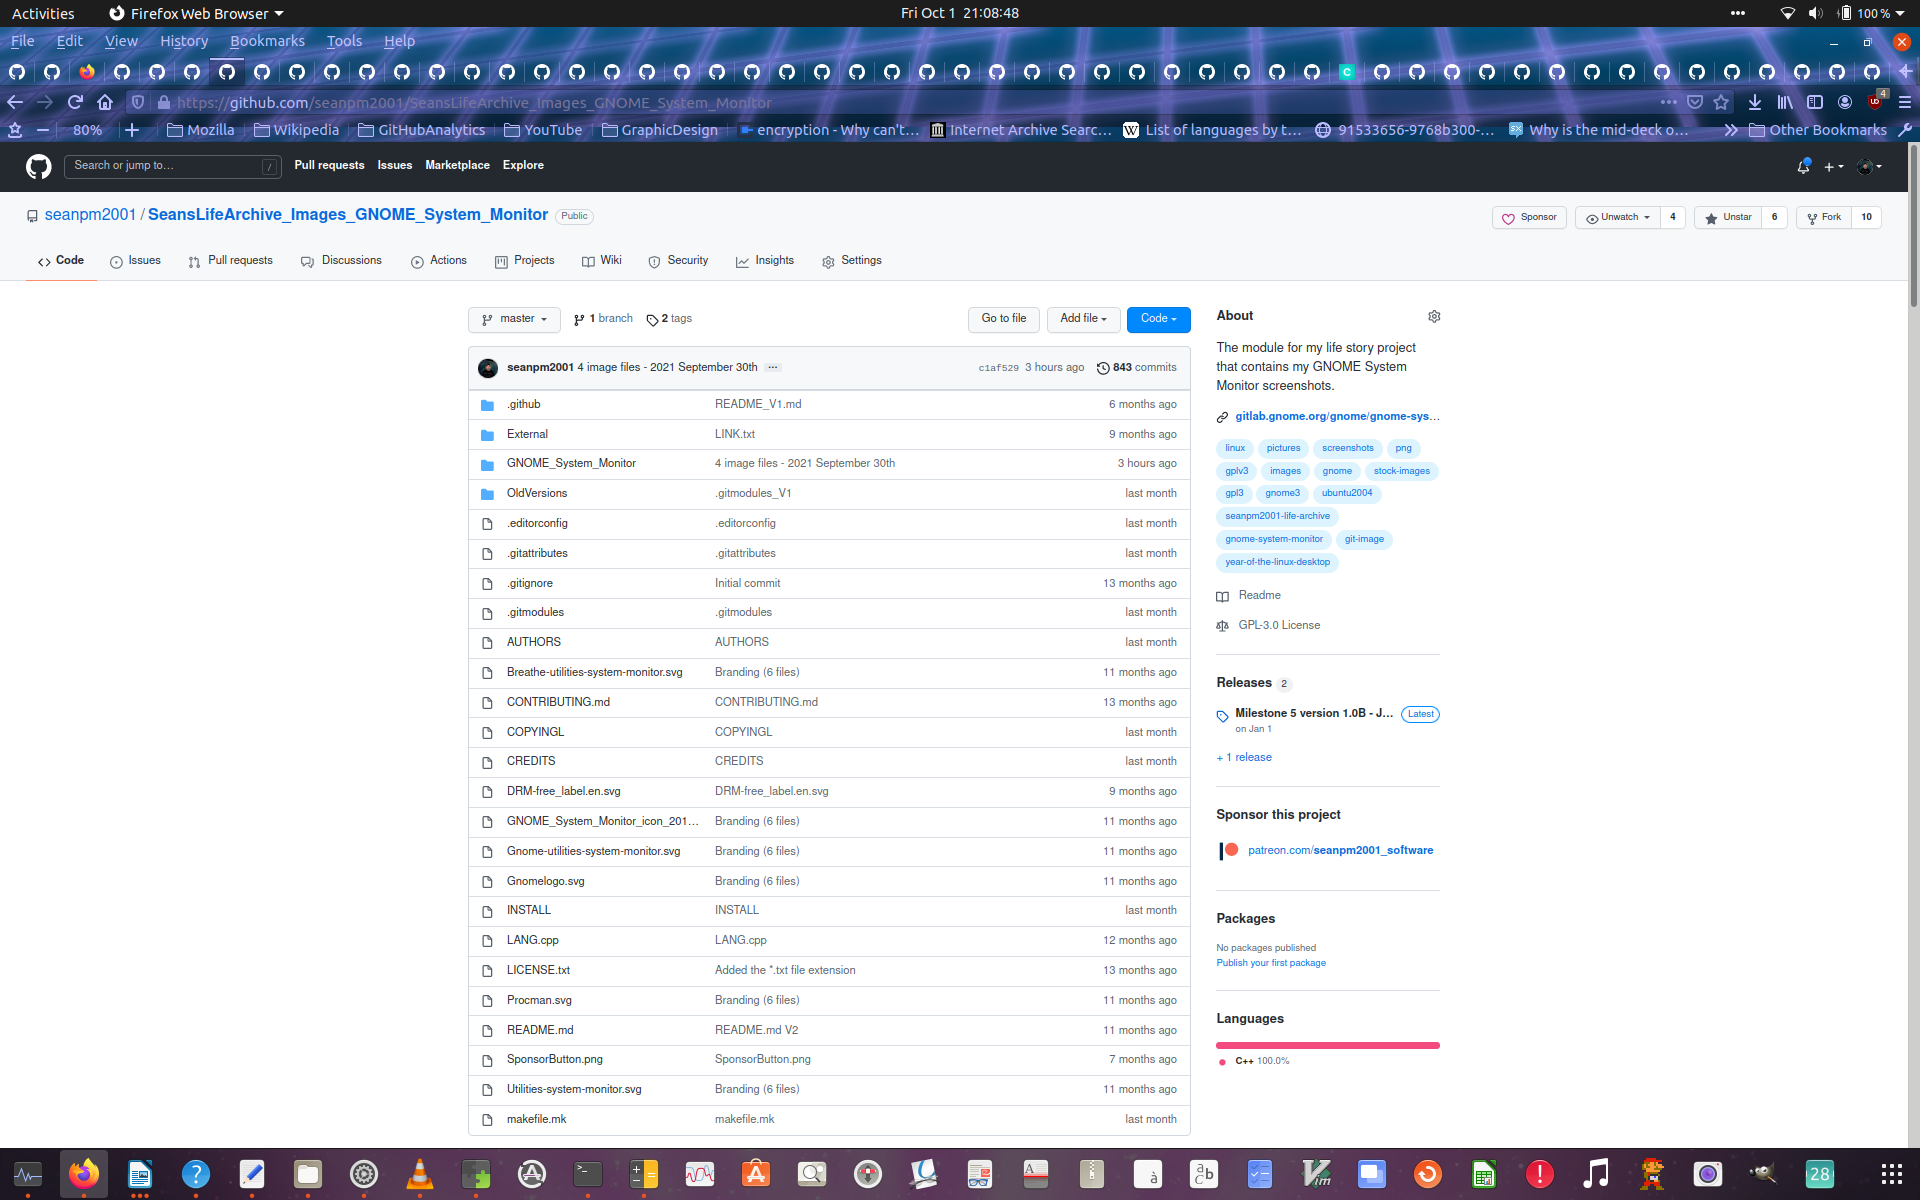 Activities Firefox Web Browser Fri Oct 1 21:08:48 100 %
File Edit View History Bookmarks Tools Help
https://github.com/seanpm2001/SeansLifeArchive_Images_GNOME_System_Monitor 4
80% Mozilla Wikipedia GitHubAnalytics YouTube GraphicDesign encryption - Why can't… Internet Archive Searc… List of languages by t… 91533656-9768b300-… Why is the mid-deck o… Other Bookmarks
Search or jump to… / Pull requests Issues Marketplace Explore
seanpm2001 / SeansLifeArchive_Images_GNOME_System_Monitor Public Sponsor Unwatch 4 Unstar 6 Fork 10
Code Issues Pull requests Discussions Actions Projects Wiki Security Insights Settings
master 1 branch 2 tags Go to file Add file Code
seanpm2001 4 image files - 2021 September 30th ... c1af529 3 hours ago 843 commits
.github README_V1.md 6 months ago
External LINK.txt 9 months ago
GNOME_System_Monitor 4 image files - 2021 September 30th 3 hours ago
OldVersions .gitmodules_V1 last month
.editorconfig .editorconfig last month
.gitattributes .gitattributes last month
.gitignore Initial commit 13 months ago
.gitmodules .gitmodules last month
AUTHORS AUTHORS last month
Breathe-utilities-system-monitor.svg Branding (6 files) 11 months ago
CONTRIBUTING.md CONTRIBUTING.md 13 months ago
COPYINGL COPYINGL last month
CREDITS CREDITS last month
DRM-free_label.en.svg DRM-free_label.en.svg 9 months ago
GNOME_System_Monitor_icon_201… Branding (6 files) 11 months ago
Gnome-utilities-system-monitor.svg Branding (6 files) 11 months ago
Gnomelogo.svg Branding (6 files) 11 months ago
INSTALL INSTALL last month
LANG.cpp LANG.cpp 12 months ago
LICENSE.txt Added the *.txt file extension 13 months ago
Procman.svg Branding (6 files) 11 months ago
README.md README.md V2 11 months ago
SponsorButton.png SponsorButton.png 7 months ago
Utilities-system-monitor.svg Branding (6 files) 11 months ago
makefile.mk makefile.mk last month
About
The module for my life story project
that contains my GNOME System
Monitor screenshots.
gitlab.gnome.org/gnome/gnome-sys…
linux pictures screenshots png
gplv3 images gnome stock-images
gpl3 gnome3 ubuntu2004
seanpm2001-life-archive
gnome-system-monitor git-image
year-of-the-linux-desktop
Readme
GPL-3.0 License
Releases 2
Milestone 5 version 1.0B - J… Latest
on Jan 1
+ 1 release
Sponsor this project
patreon.com/seanpm2001_software
Packages
No packages published
Publish your first package
Languages
C++ 100.0%
28